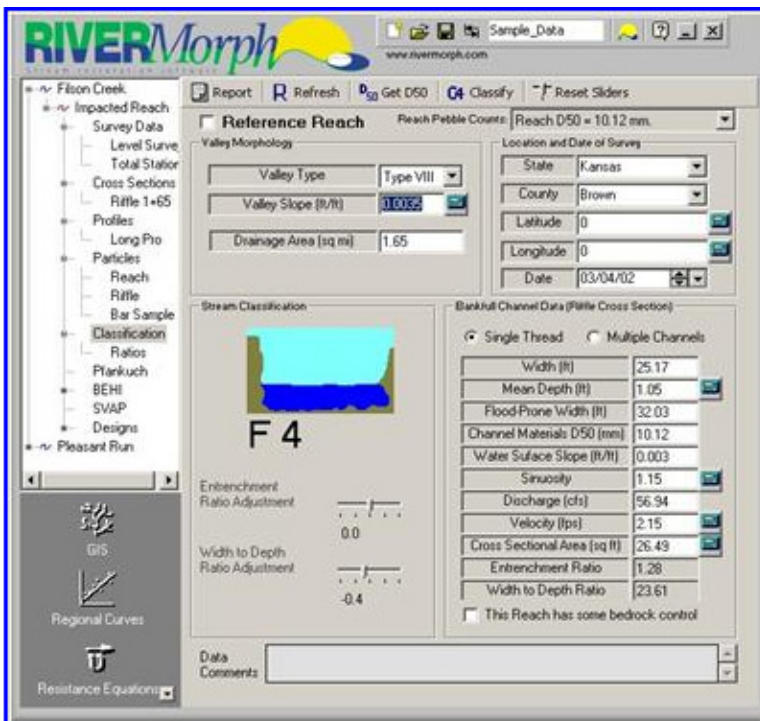 RIVERMorph
Stream restoration software
Sample_Data
www.rivermorph.com
Filson Creek
Impacted Reach
Survey Data
Level Surve
Total Station
Cross Sections
Riffle 1+65
Profiles
Long Pro
Particles
Reach
Riffle
Bar Sample
Classification
Ratios
Pfankuch
BEHI
SVAP
Designs
Pleasant Run
GIS
Regional Curves
Resistance Equations
Report
R Refresh
D50 Get D50
C4 Classify
Reset Sliders
Reference Reach
Reach Pebble Counts: Reach D50 = 10.12 mm.
Valley Morphology
Valley Type Type VIII
Valley Slope (ft/ft) 0.0035
Drainage Area (sq mi) 1.65
Location and Date of Survey
State Kansas
County Brown
Latitude 0
Longitude 0
Date 03/04/02
Stream Classification
F 4
Entrenchment
Ratio Adjustment
0.0
Width to Depth
Ratio Adjustment
-0.4
Bankfull Channel Data (Riffle Cross Section)
Single Thread Multiple Channels
Width (ft) 25.17
Mean Depth (ft) 1.05
Flood-Prone Width (ft) 32.03
Channel Materials D50 (mm) 10.12
Water Suface Slope (ft/ft) 0.003
Sinuosity 1.15
Discharge (cfs) 56.94
Velocity (fps) 2.15
Cross Sectional Area (sq ft) 26.49
Entrenchment Ratio 1.28
Width to Depth Ratio 23.61
This Reach has some bedrock control
Data
Comments